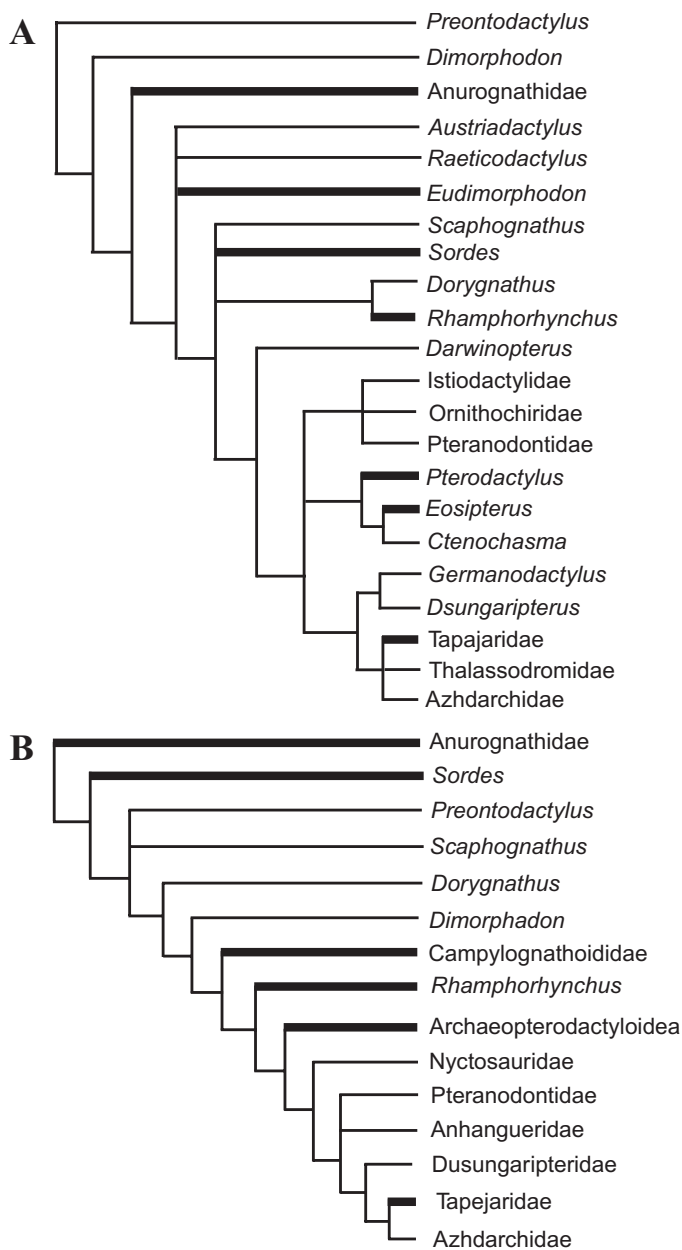 A
Preontodactylus
Dimorphodon
Anurognathidae
Austriadactylus
Raeticodactylus
Eudimorphodon
Scaphognathus
Sordes
Dorygnathus
Rhamphorhynchus
Darwinopterus
Istiodactylidae
Ornithochiridae
Pteranodontidae
Pterodactylus
Eosipterus
Ctenochasma
Germanodactylus
Dsungaripterus
Tapajaridae
Thalassodromidae
Azhdarchidae
B
Anurognathidae
Sordes
Preontodactylus
Scaphognathus
Dorygnathus
Dimorphadon
Campylognathoididae
Rhamphorhynchus
Archaeopterodactyloidea
Nyctosauridae
Pteranodontidae
Anhangueridae
Dusungaripteridae
Tapejaridae
Azhdarchidae